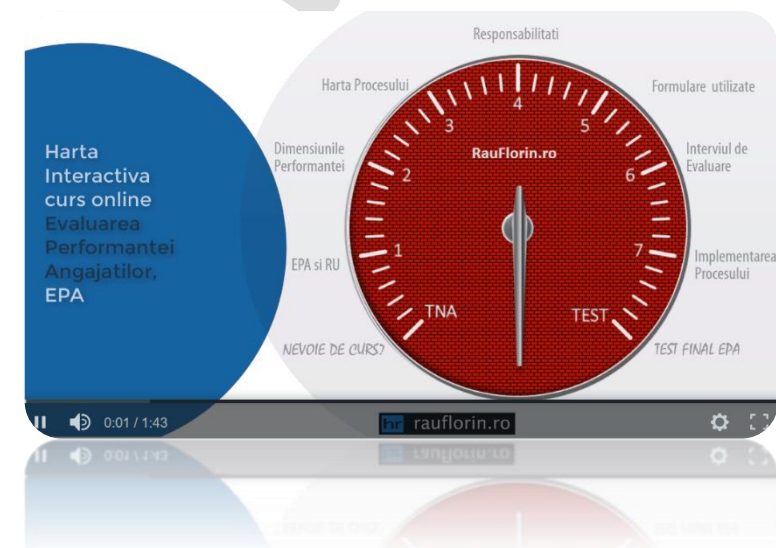 Harta
Interactiva
curs online
Evaluarea
Performantei
Angajatilor,
EPA
Responsabilitati
Harta Procesului
Formulare utilizate
Dimensiunile
Performantei
Interviul de
Evaluare
EPA si RU
Implementarea
Procesului
NEVOIE DE CURS?
TEST FINAL EPA
4
3
5
RauFlorin.ro
2
6
1
7
TNA
TEST
0:01 / 1:43
hr rauflorin.ro